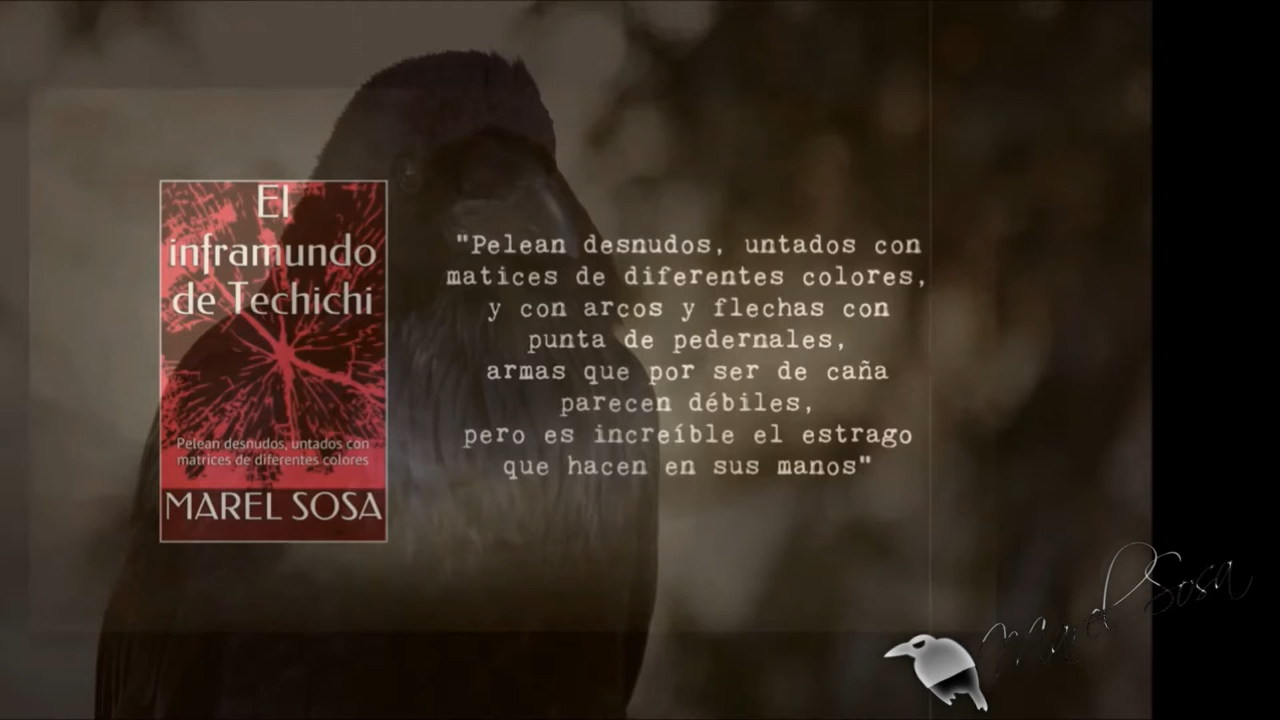 El
inframundo
de Techichi
Pelean desnudos, untados con
matrices de diferentes colores
MAREL SOSA
"Pelean desnudos, untados con
matices de diferentes colores,
y con arcos y flechas con
punta de pedernales,
armas que por ser de caña
parecen débiles,
pero es increíble el estrago
que hacen en sus manos"
Marel Sosa